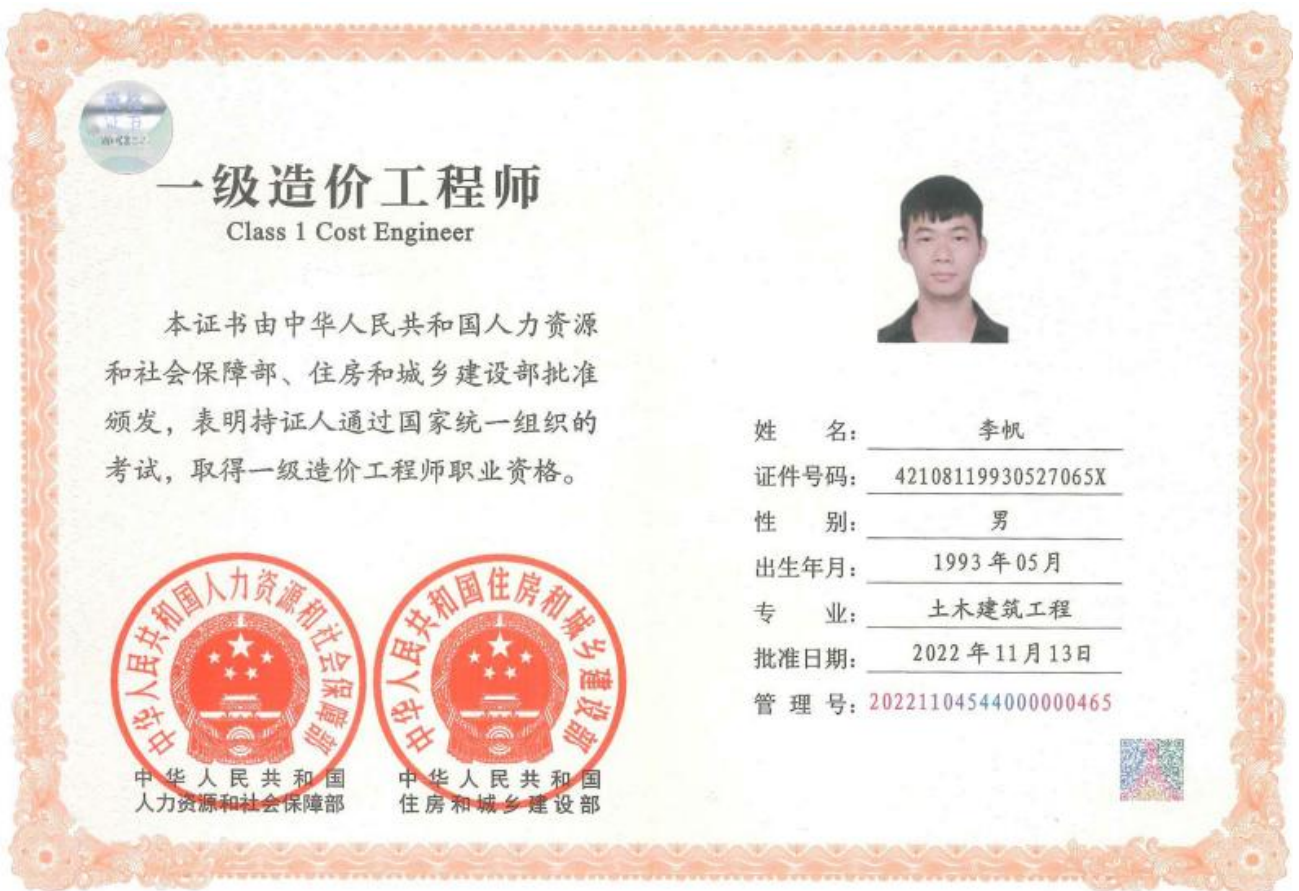 一级造价工程师
Class 1 Cost Engineer
本证书由中华人民共和国人力资源
和社会保障部、住房和城乡建设部批准
颁发，表明持证人通过国家统一组织的
考试，取得一级造价工程师职业资格。
中华人民共和国人力资源和社会保障部
中华人民共和国
人力资源和社会保障部
中华人民共和国住房和城乡建设部
中华人民共和国
住房和城乡建设部
姓 名： 李帆
证件号码： 42108119930527065X
性 别： 男
出生年月： 1993 年 05 月
专 业： 土木建筑工程
批准日期： 2022 年 11 月 13 日
管 理 号： 20221104544000000465